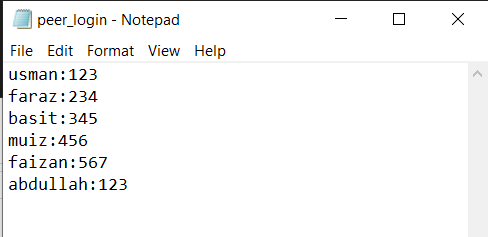 peer_login - Notepad
File Edit Format View Help
usman:123
faraz:234
basit:345
muiz:456
faizan:567
abdullah:123